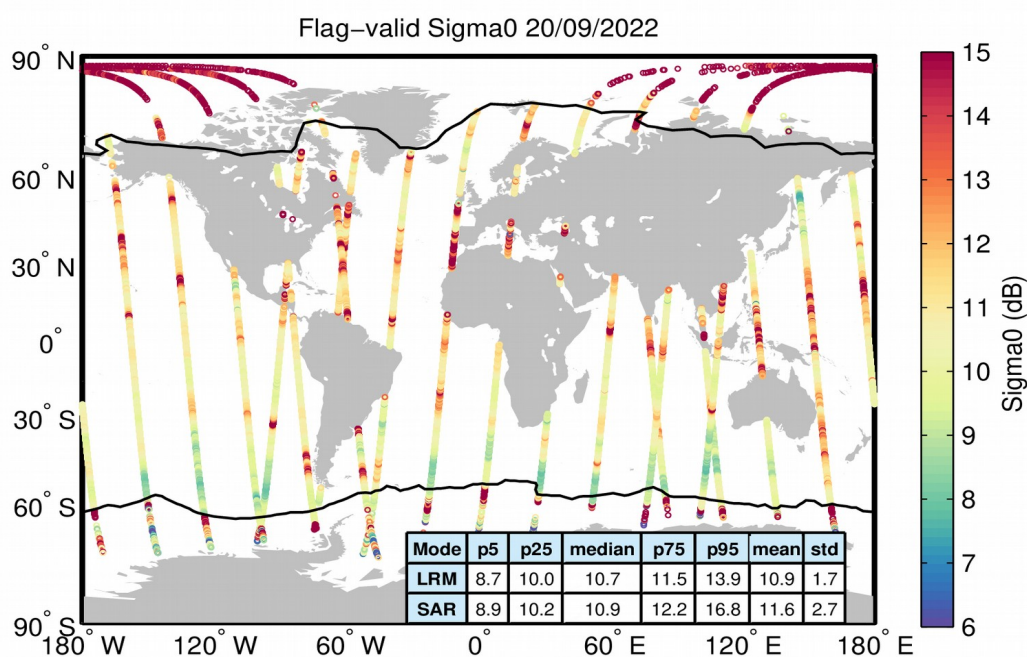 Flag−valid Sigma0 20/09/2022
90° N
60° N
30° N
0°
30° S
60° S
90° S
180° W
120° W
60° W
0°
60° E
120° E
180° E
15
14
13
12
11
10
9
8
7
6
Sigma0 (dB)
Mode p5 p25 median p75 p95 mean std
LRM 8.7 10.0 10.7 11.5 13.9 10.9 1.7
SAR 8.9 10.2 10.9 12.2 16.8 11.6 2.7